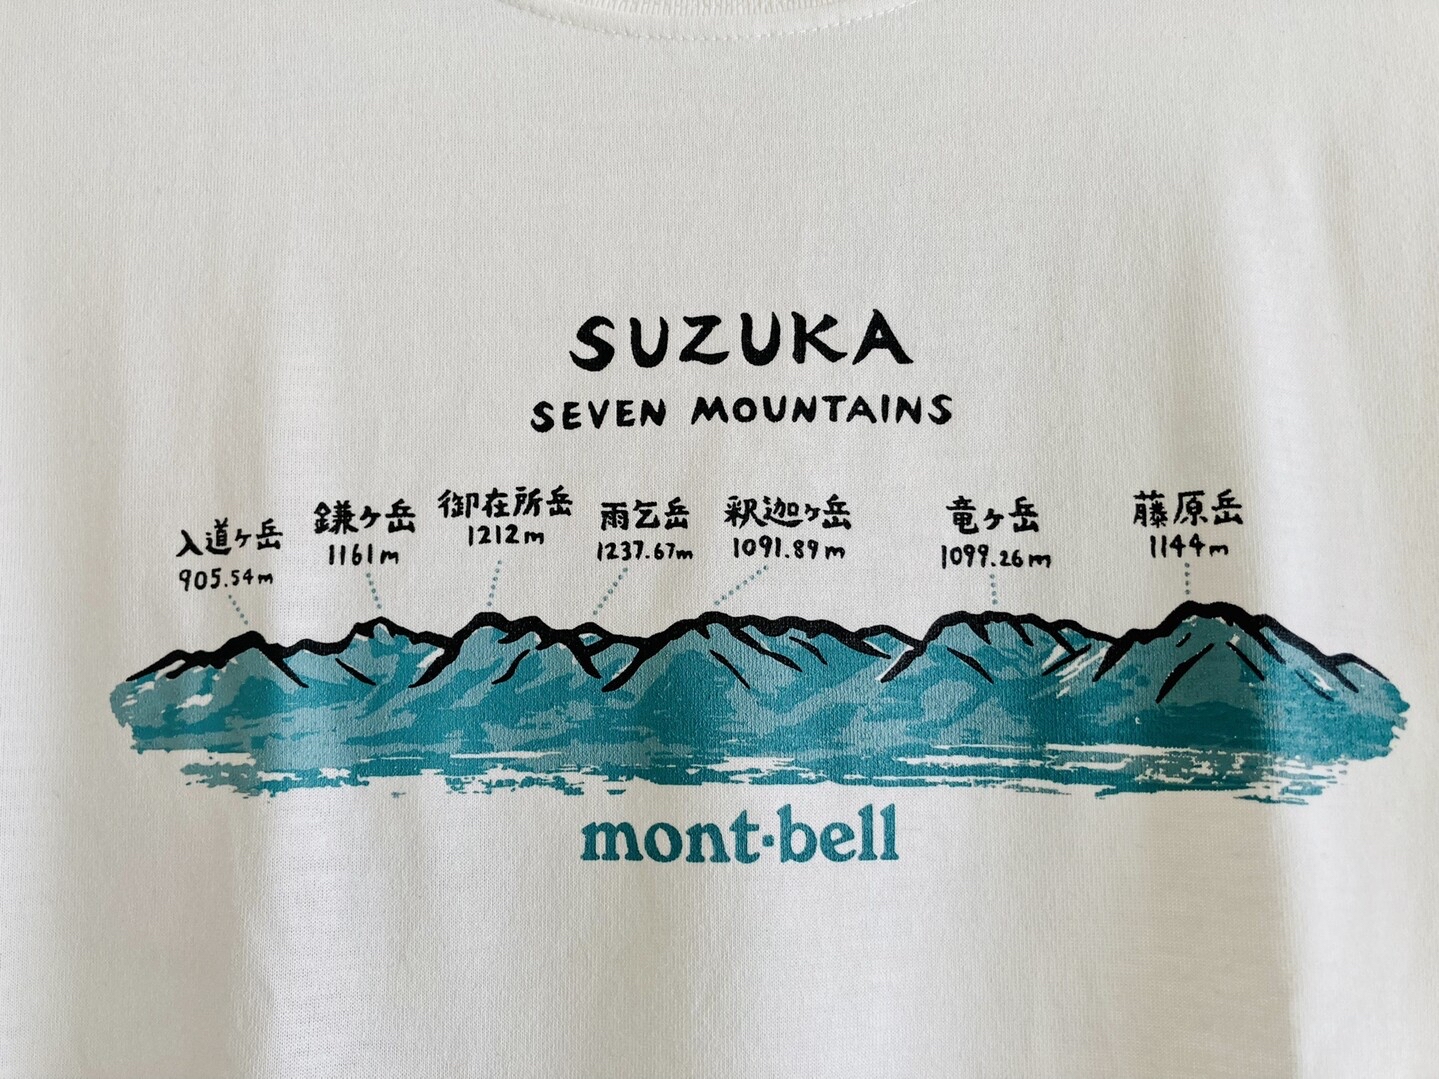 SUZUKA
SEVEN MOUNTAINS
入道ヶ岳
905.54m
鎌ヶ岳
1161m
御在所岳
1212m
雨乞岳
1237.67m
釈迦ヶ岳
1091.89m
竜ヶ岳
1099.26m
藤原岳
1144m
mont-bell